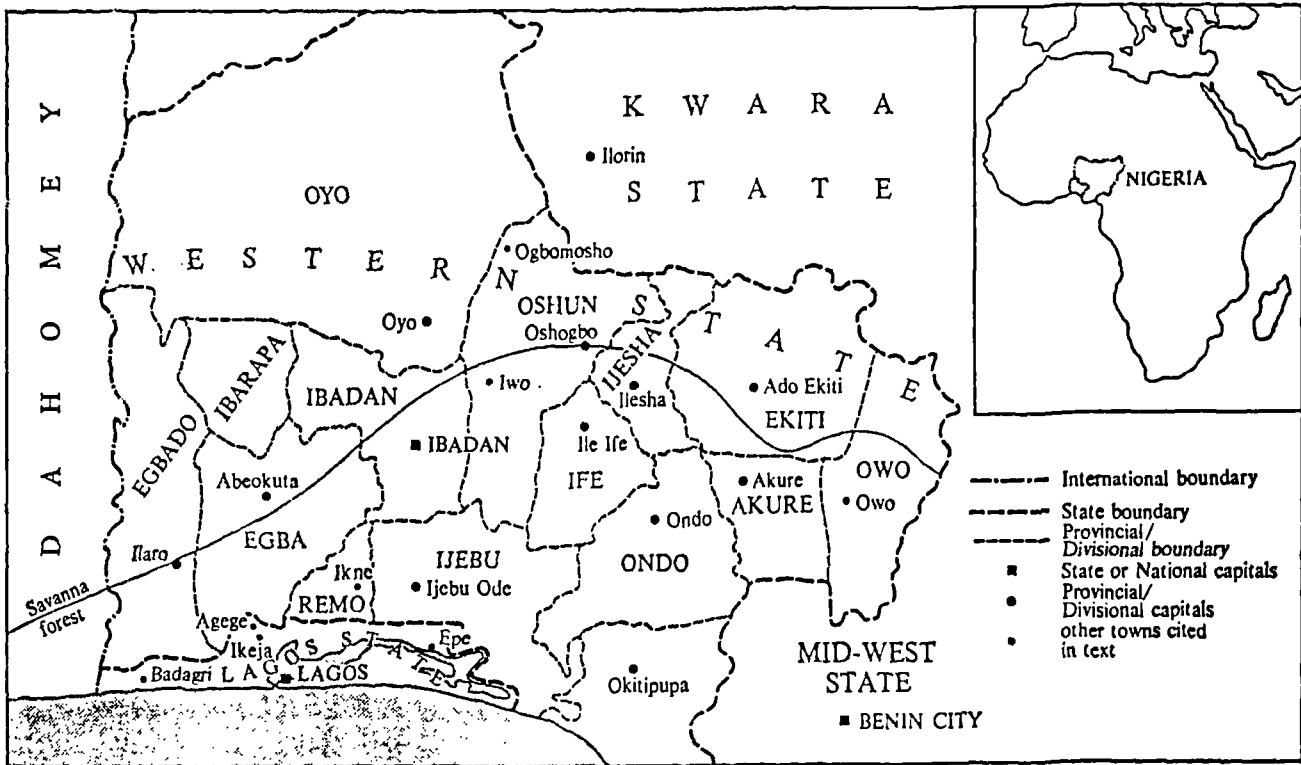 DAHOMEY
KWARA
STATE
Ilorin
OYO
WESTERN
STATE
Ogbomosho
OSHUN
Oshogbo
Oyo
IJESHA
Ilesha
IBARAPA
IBADAN
Iwo
Ado Ekiti
EKITI
EGBADO
IBADAN
Ile Ife
IFE
Abeokuta
EGBA
Akure
AKURE
OWO
Owo
Ondo
ONDO
Ilaro
IJEBU
Ijebu Ode
Ikne
REMO
Savanna
forest
Agege
Ikeja
Epe
LAGOS STATE
Badagri
LAGOS
Okitipupa
MID-WEST
STATE
BENIN CITY
NIGERIA
International boundary
State boundary
Provincial/
Divisional boundary
State or National capitals
Provincial/
Divisional capitals
other towns cited
in text